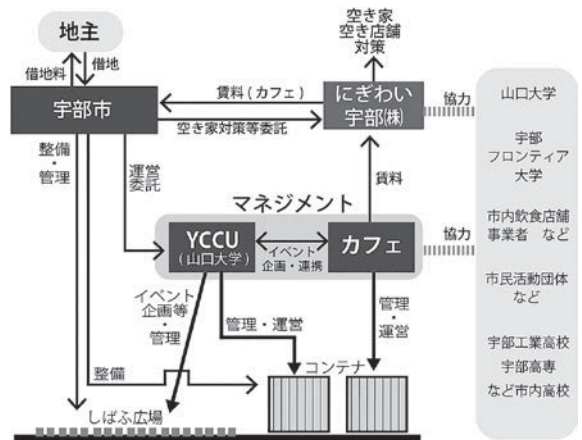 地主
借地料
借地
宇部市
空き家
空き店舗
対策
賃料(カフェ)
にぎわい
宇部㈱
空き家対策等委託
協力
整備
・
管理
運営
委託
賃料
マネジメント
YCCU
(山口大学)
イベント
企画・連携
カフェ
協力
イベント
企画等
・
管理
管理・運営
管理
・
運営
整備
コンテナ
しばふ広場
山口大学
宇部
フロンティア
大学
市内飲食店舗
事業者 など
市民活動団体
など
宇部工業高校
宇部高専
など市内高校